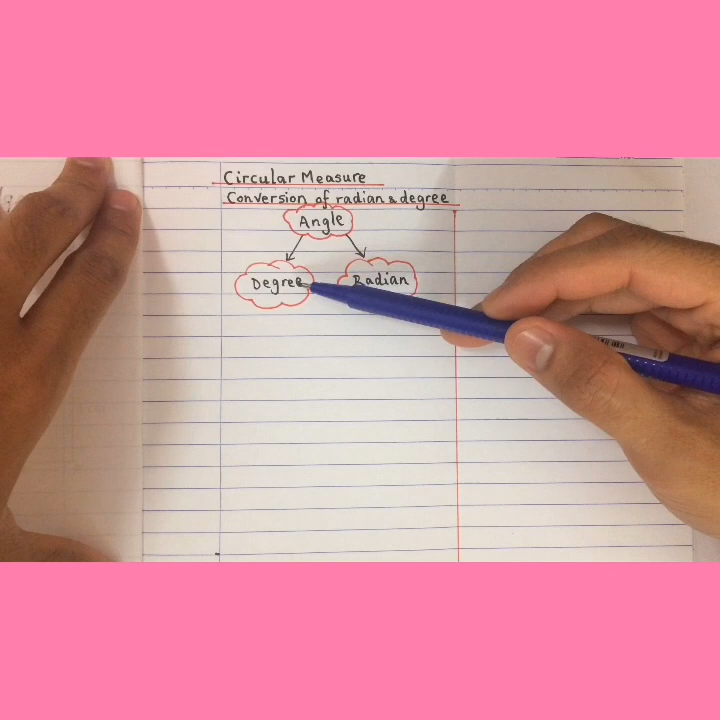 Circular Measure
Conversion of radian & degree
Angle
Degree Radian